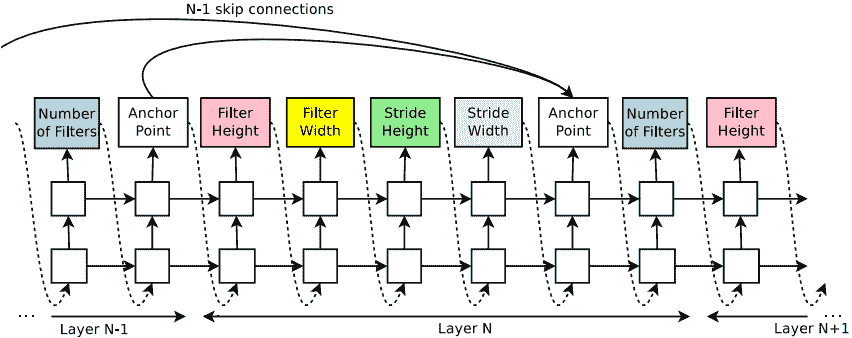 N-1 skip connections
Number
of Filters
Anchor
Point
Filter
Height
Filter
Width
Stride
Height
Stride
Width
Anchor
Point
Number
of Filters
Filter
Height
...
Layer N-1
Layer N
Layer N+1
...